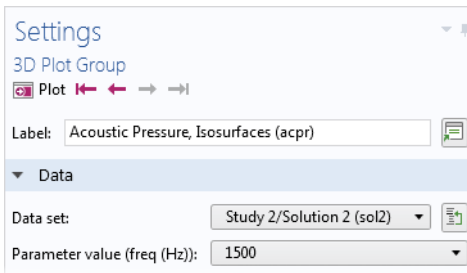 Settings
3D Plot Group
Plot
Label: Acoustic Pressure, Isosurfaces (acpr)
Data
Data set: Study 2/Solution 2 (sol2)
Parameter value (freq (Hz)): 1500